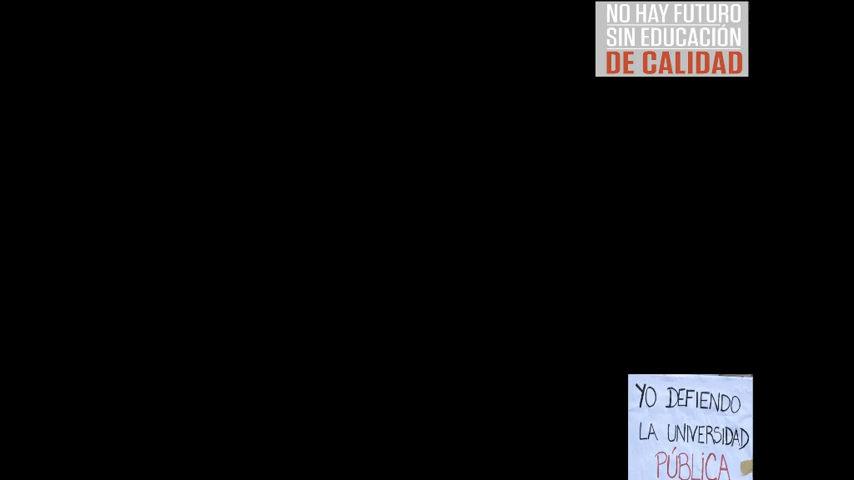 NO HAY FUTURO
SIN EDUCACIÓN
DE CALIDAD
YO DEFIENDO
LA UNIVERSIDAD
PÚBLICA